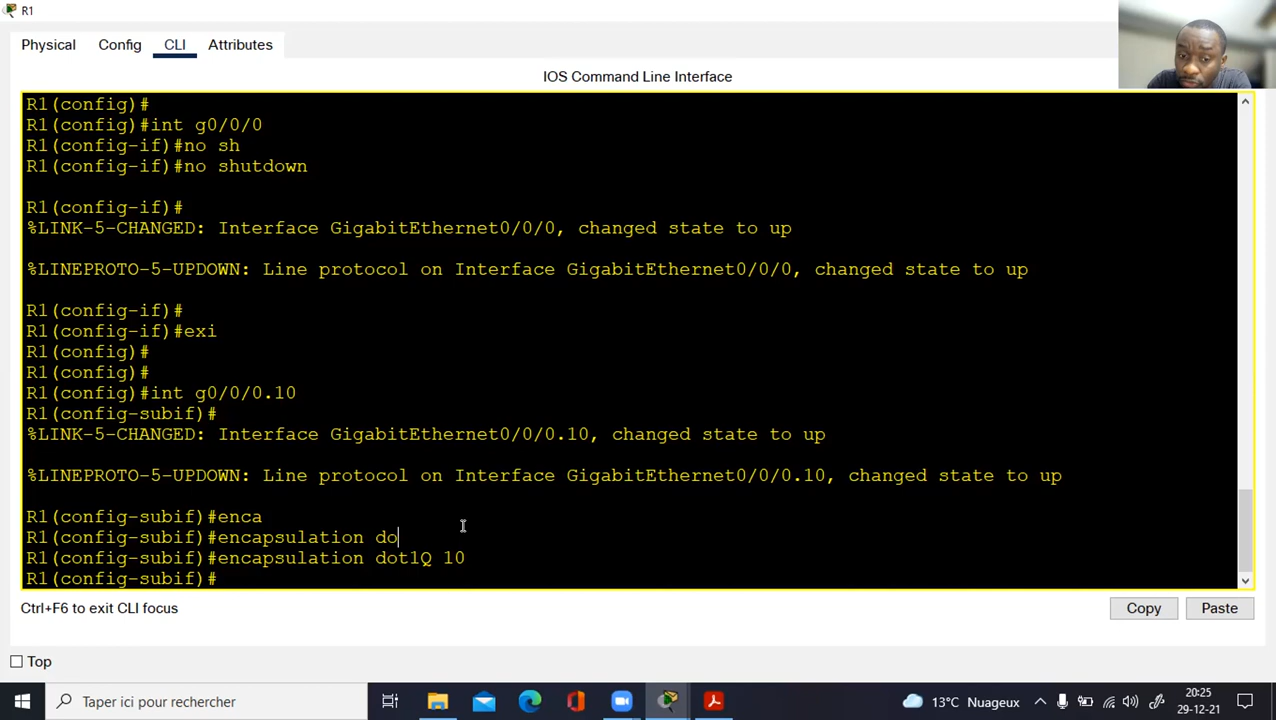 R1
Physical Config CLI Attributes
IOS Command Line Interface
R1(config)#
R1(config)#int g0/0/0
R1(config-if)#no sh
R1(config-if)#no shutdown
R1(config-if)#
%LINK-5-CHANGED: Interface GigabitEthernet0/0/0, changed state to up
%LINEPROTO-5-UPDOWN: Line protocol on Interface GigabitEthernet0/0/0, changed state to up
R1(config-if)#
R1(config-if)#exi
R1(config)#
R1(config)#
R1(config)#int g0/0/0.10
R1(config-subif)#
%LINK-5-CHANGED: Interface GigabitEthernet0/0/0.10, changed state to up
%LINEPROTO-5-UPDOWN: Line protocol on Interface GigabitEthernet0/0/0.10, changed state to up
R1(config-subif)#enca
R1(config-subif)#encapsulation do
R1(config-subif)#encapsulation dot1Q 10
R1(config-subif)#
Ctrl+F6 to exit CLI focus
Copy Paste
Top
Taper ici pour rechercher
13°C Nuageux
20:25
29-12-21